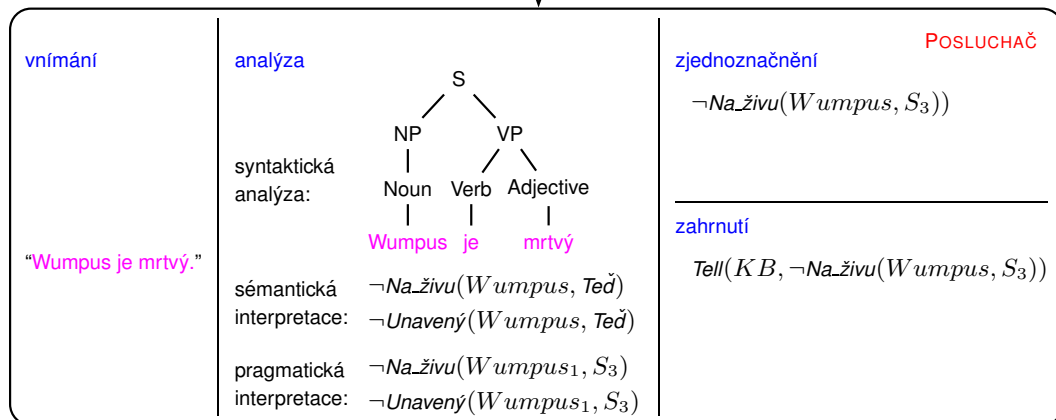 POSLUCHAČ
vnímání
“Wumpus je mrtvý.”
analýza
syntaktická
analýza:
S
NP VP
Noun Verb Adjective
Wumpus je mrtvý
sémantická
interpretace:
¬Na_živu(Wumpus, Teď)
¬Unavený(Wumpus, Teď)
pragmatická
interpretace:
¬Na_živu(Wumpus₁, S₃)
¬Unavený(Wumpus₁, S₃)
zjednoznačnění
¬Na_živu(Wumpus, S₃))
zahrnutí
Tell(KB, ¬Na_živu(Wumpus, S₃))